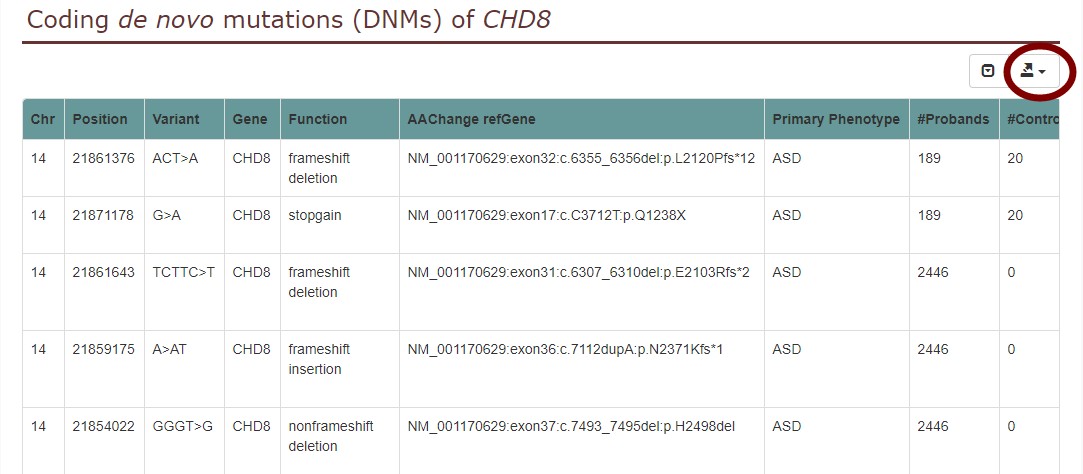 Coding de novo mutations (DNMs) of CHD8
Chr Position Variant Gene Function AAChange refGene Primary Phenotype #Probands #Contro
14 21861376 ACT>A CHD8 frameshift deletion NM_001170629:exon32:c.6355_6356del:p.L2120Pfs*12 ASD 189 20
14 21871178 G>A CHD8 stopgain NM_001170629:exon17:c.C3712T:p.Q1238X ASD 189 20
14 21861643 TCTTC>T CHD8 frameshift deletion NM_001170629:exon31:c.6307_6310del:p.E2103Rfs*2 ASD 2446 0
14 21859175 A>AT CHD8 frameshift insertion NM_001170629:exon36:c.7112dupA:p.N2371Kfs*1 ASD 2446 0
14 21854022 GGGT>G CHD8 nonframeshift deletion NM_001170629:exon37:c.7493_7495del:p.H2498del ASD 2446 0